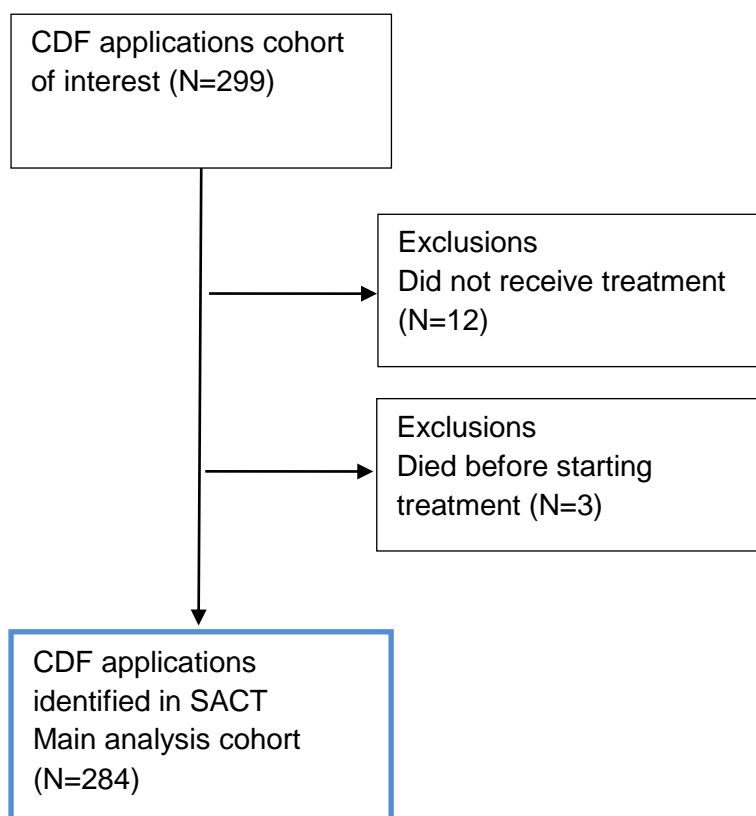 CDF applications cohort
of interest (N=299)
Exclusions
Did not receive treatment
(N=12)
Exclusions
Died before starting
treatment (N=3)
CDF applications
identified in SACT
Main analysis cohort
(N=284)